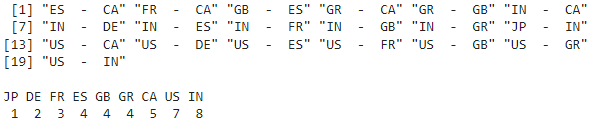 [1] "ES  -  CA" "FR  -  CA" "GB  -  ES" "GR  -  CA" "GR  -  GB" "IN  -  CA"
[7] "IN  -  DE" "IN  -  ES" "IN  -  FR" "IN  -  GB" "IN  -  GR" "JP  -  IN"
[13] "US  -  CA" "US  -  DE" "US  -  ES" "US  -  FR" "US  -  GB" "US  -  GR"
[19] "US  -  IN"
JP DE FR ES GB GR CA US IN
1  2  3  4  4  4  5  7  8